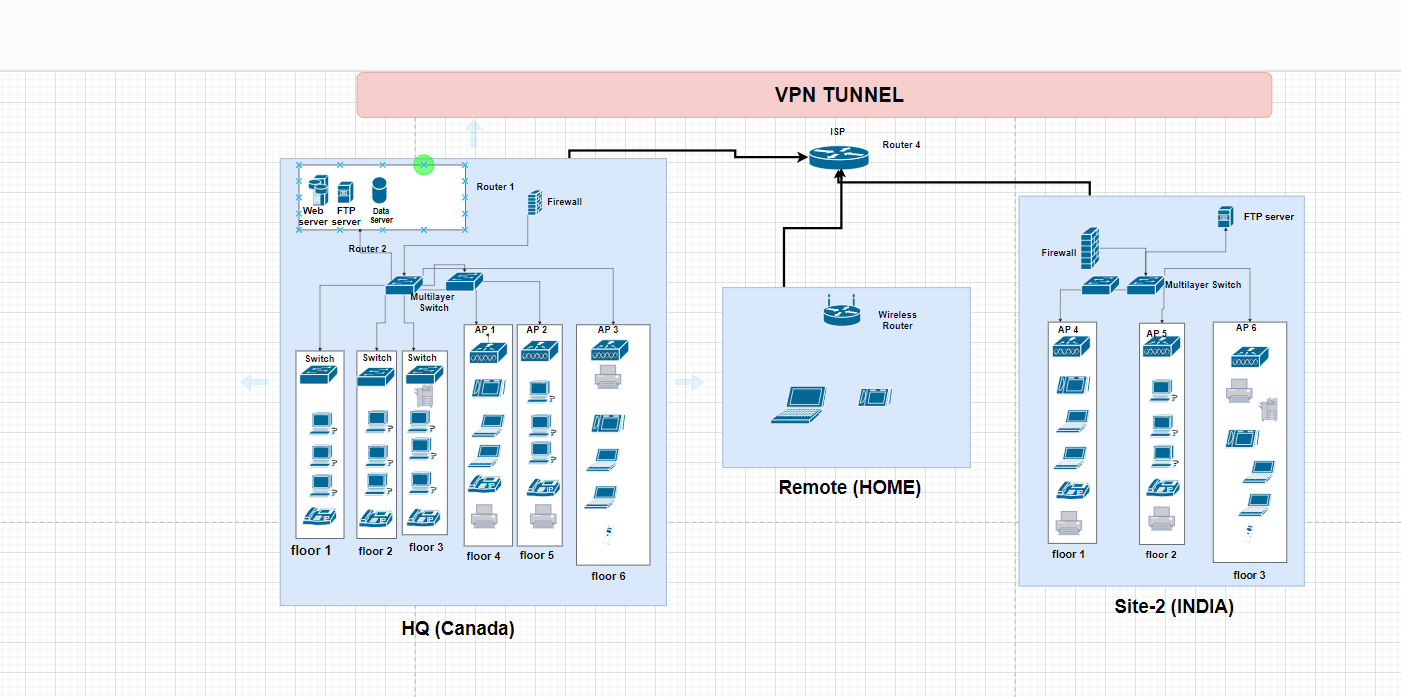 VPN TUNNEL
ISP
Router 4
Router 1
Firewall
Web
server
FTP
server
Data
Server
Router 2
Multilayer
Switch
Switch
Switch
Switch
AP 1
AP 2
AP 3
floor 1
floor 2
floor 3
floor 4
floor 5
floor 6
HQ (Canada)
Wireless
Router
Remote (HOME)
FTP server
Firewall
Multilayer Switch
AP 4
AP 5
AP 6
floor 1
floor 2
floor 3
Site-2 (INDIA)